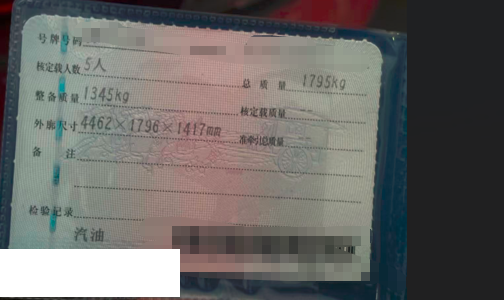 号牌号码
核定载人数 5人 总质量 1795kg
整备质量 1345kg 核定载质量 --
外廓尺寸 4462×1796×1417mm 准牵引总质量 --
备注
检验记录
汽油